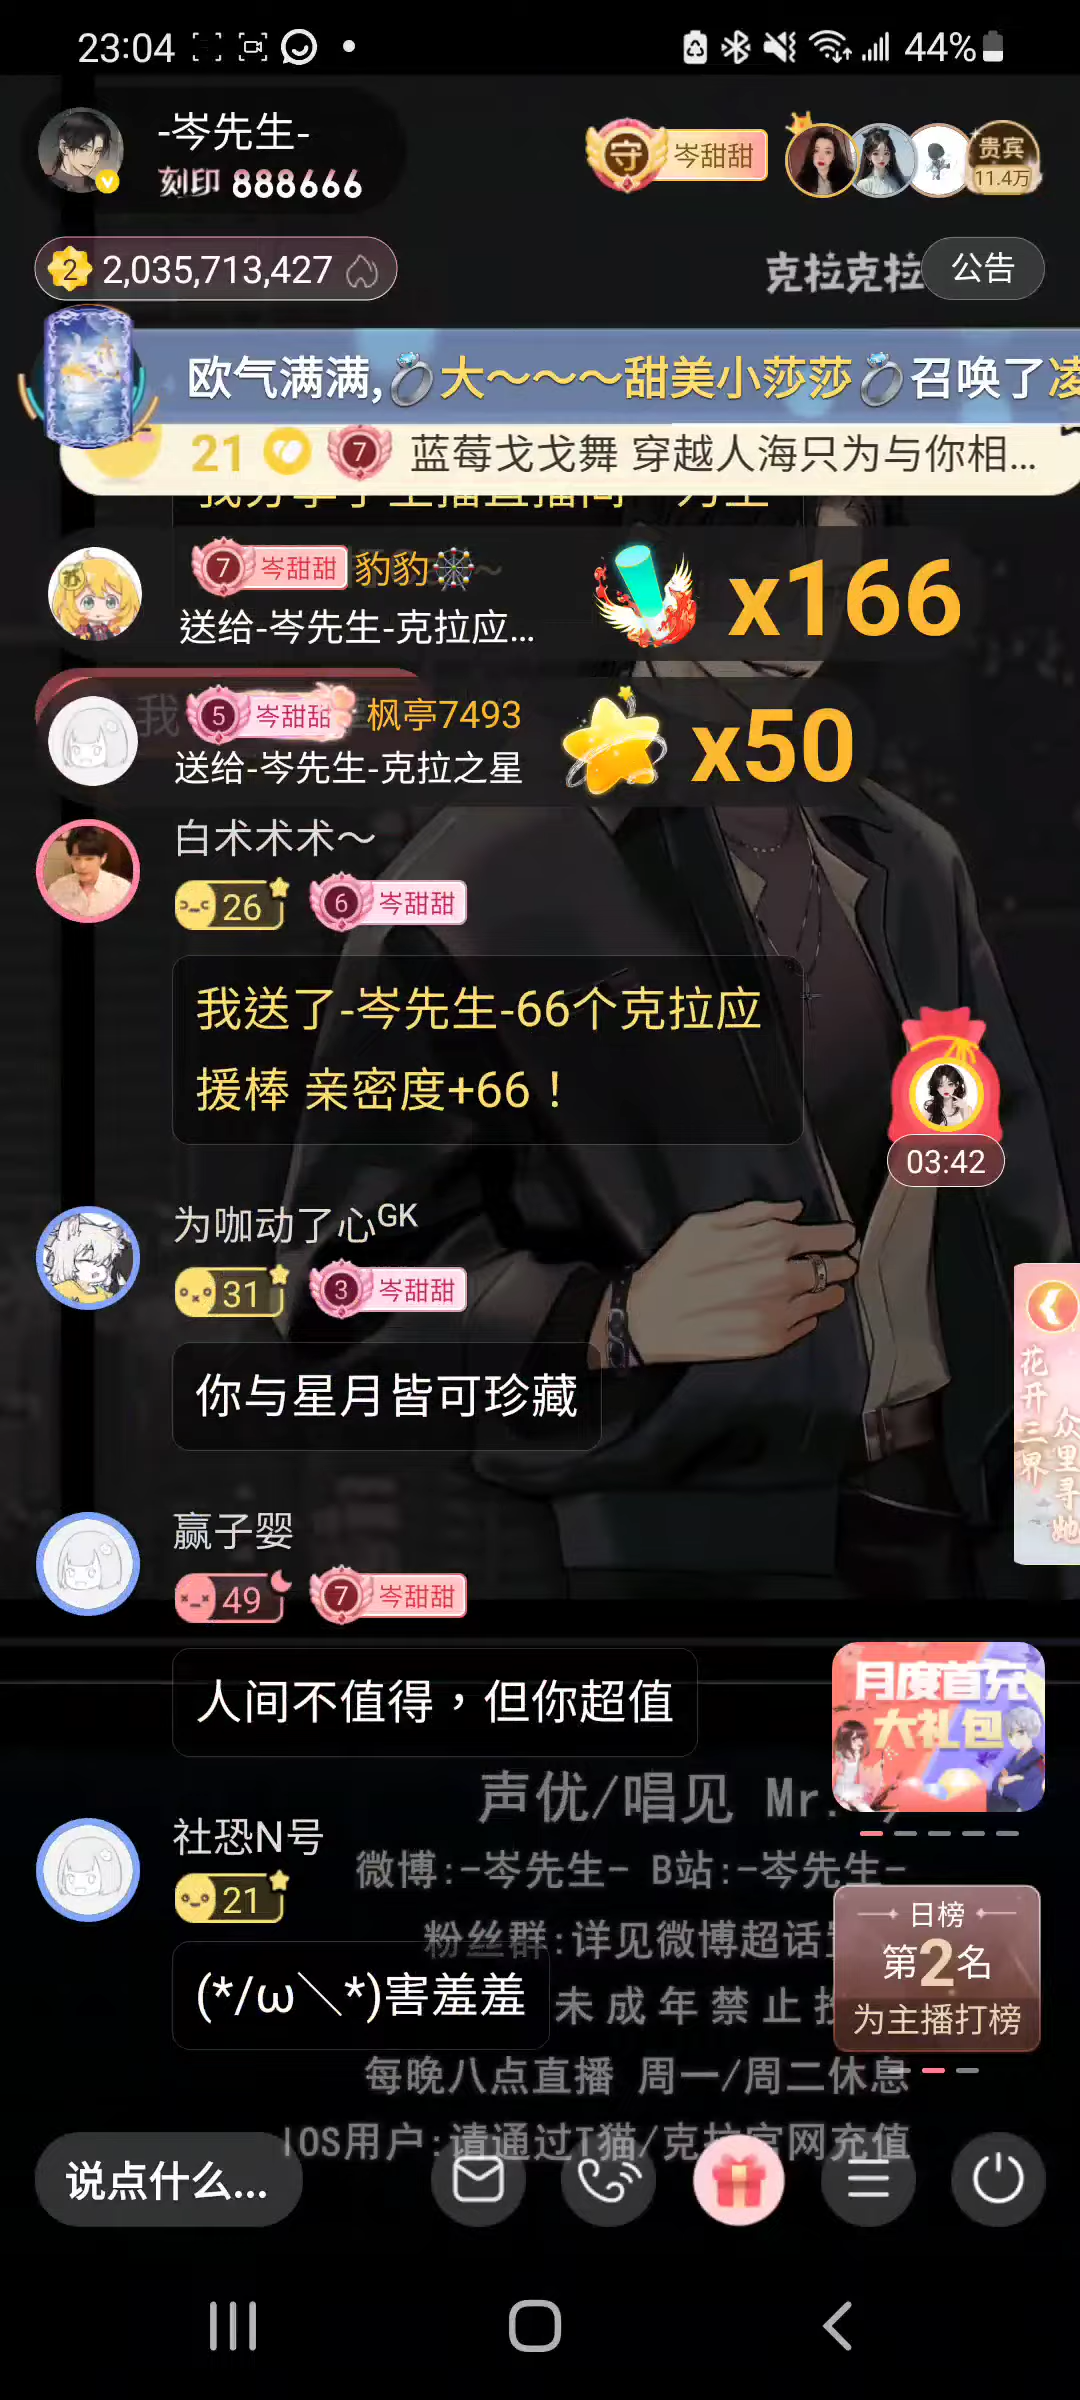 23:04
44%
-岑先生-
刻印 888666
守 岑甜甜
贵宾
11.4万
2 2,035,713,427
克拉克拉
公告
欧气满满,💍大～～～甜美小莎莎💍召唤了凌
21 7 蓝莓戈戈舞 穿越人海只为与你相...
7 岑甜甜 豹豹🎡～
送给-岑先生-克拉应...
x166
5 岑甜甜 枫亭7493
送给-岑先生-克拉之星
x50
白术术术～
26 6 岑甜甜
我送了-岑先生-66个克拉应
援棒 亲密度+66！
03:42
为咖动了心ᴳᴷ
31 3 岑甜甜
你与星月皆可珍藏
花开三界
众里寻她
赢子婴
49 7 岑甜甜
人间不值得，但你超值
月度首充
大礼包
声优/唱见 Mr.
微博:-岑先生- B站:-岑先生-
社恐N号
21
粉丝群:详见微博超话
日榜
第2名
为主播打榜
(*/ω＼*)害羞羞
未成年禁止
每晚八点直播 周一/周二休息
IOS用户:请通过T猫/克拉官网充值
说点什么...